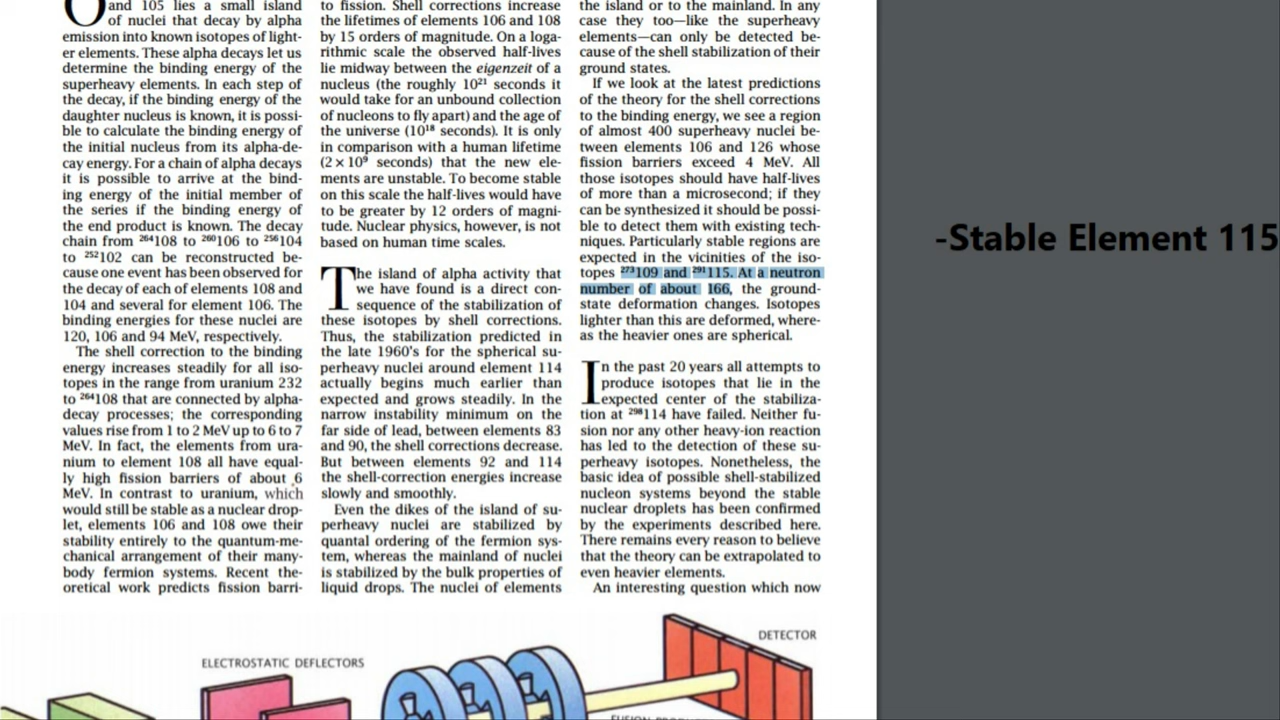 and 105 lies a small island
O of nuclei that decay by alpha
emission into known isotopes of light-
er elements. These alpha decays let us
determine the binding energy of the
superheavy elements. In each step of
the decay, if the binding energy of the
daughter nucleus is known, it is possi-
ble to calculate the binding energy of
the initial nucleus from its alpha-de-
cay energy. For a chain of alpha decays
it is possible to arrive at the bind-
ing energy of the initial member of
the series if the binding energy of
the end product is known. The decay
chain from ²⁶⁴108 to ²⁶⁰106 to ²⁵⁶104
to ²⁵²102 can be reconstructed be-
cause one event has been observed for
the decay of each of elements 108 and
104 and several for element 106. The
binding energies for these nuclei are
120, 106 and 94 MeV, respectively.
The shell correction to the binding
energy increases steadily for all iso-
topes in the range from uranium 232
to ²⁶⁴108 that are connected by alpha-
decay processes; the corresponding
values rise from 1 to 2 MeV up to 6 to 7
MeV. In fact, the elements from ura-
nium to element 108 all have equal-
ly high fission barriers of about 6
MeV. In contrast to uranium, which
would still be stable as a nuclear drop-
let, elements 106 and 108 owe their
stability entirely to the quantum-me-
chanical arrangement of their many-
body fermion systems. Recent the-
oretical work predicts fission barri-
to fission. Shell corrections increase
the lifetimes of elements 106 and 108
by 15 orders of magnitude. On a loga-
rithmic scale the observed half-lives
lie midway between the eigenzeit of a
nucleus (the roughly 10²¹ seconds it
would take for an unbound collection
of nucleons to fly apart) and the age of
the universe (10¹⁸ seconds). It is only
in comparison with a human lifetime
(2 × 10⁹ seconds) that the new ele-
ments are unstable. To become stable
on this scale the half-lives would have
to be greater by 12 orders of magni-
tude. Nuclear physics, however, is not
based on human time scales.
The island of alpha activity that
we have found is a direct con-
sequence of the stabilization of
these isotopes by shell corrections.
Thus, the stabilization predicted in
the late 1960's for the spherical su-
perheavy nuclei around element 114
actually begins much earlier than
expected and grows steadily. In the
narrow instability minimum on the
far side of lead, between elements 83
and 90, the shell corrections decrease.
But between elements 92 and 114
the shell-correction energies increase
slowly and smoothly.
Even the dikes of the island of su-
perheavy nuclei are stabilized by
quantal ordering of the fermion sys-
tem, whereas the mainland of nuclei
is stabilized by the bulk properties of
liquid drops. The nuclei of elements
the island or to the mainland. In any
case they too—like the superheavy
elements—can only be detected be-
cause of the shell stabilization of their
ground states.
If we look at the latest predictions
of the theory for the shell corrections
to the binding energy, we see a region
of almost 400 superheavy nuclei be-
tween elements 106 and 126 whose
fission barriers exceed 4 MeV. All
those isotopes should have half-lives
of more than a microsecond; if they
can be synthesized it should be possi-
ble to detect them with existing tech-
niques. Particularly stable regions are
expected in the vicinities of the iso-
topes ²⁷³109 and ²⁹¹115. At a neutron
number of about 166, the ground-
state deformation changes. Isotopes
lighter than this are deformed, where-
as the heavier ones are spherical.
In the past 20 years all attempts to
produce isotopes that lie in the
expected center of the stabiliza-
tion at ²⁹⁸114 have failed. Neither fu-
sion nor any other heavy-ion reaction
has led to the detection of these su-
perheavy isotopes. Nonetheless, the
basic idea of possible shell-stabilized
nucleon systems beyond the stable
nuclear droplets has been confirmed
by the experiments described here.
There remains every reason to believe
that the theory can be extrapolated to
even heavier elements.
An interesting question which now
-Stable Element 115
DETECTOR
ELECTROSTATIC DEFLECTORS